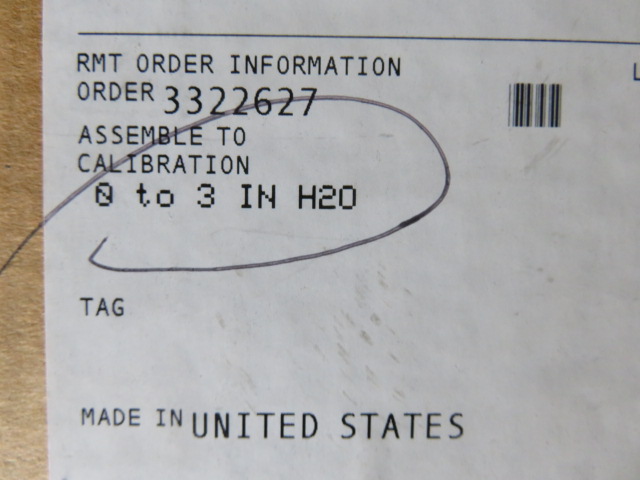 RMT ORDER INFORMATION
ORDER 3322627
ASSEMBLE TO
CALIBRATION
0 to 3 IN H2O
TAG
MADE IN UNITED STATES